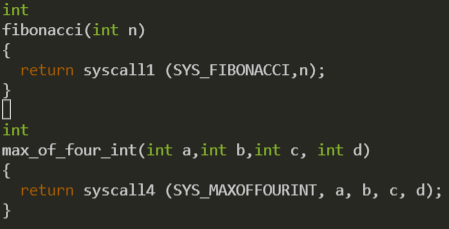 int
fibonacci(int n)
{
  return syscall1 (SYS_FIBONACCI,n);
}
int
max_of_four_int(int a,int b,int c, int d)
{
  return syscall4 (SYS_MAXOFFOURINT, a, b, c, d);
}